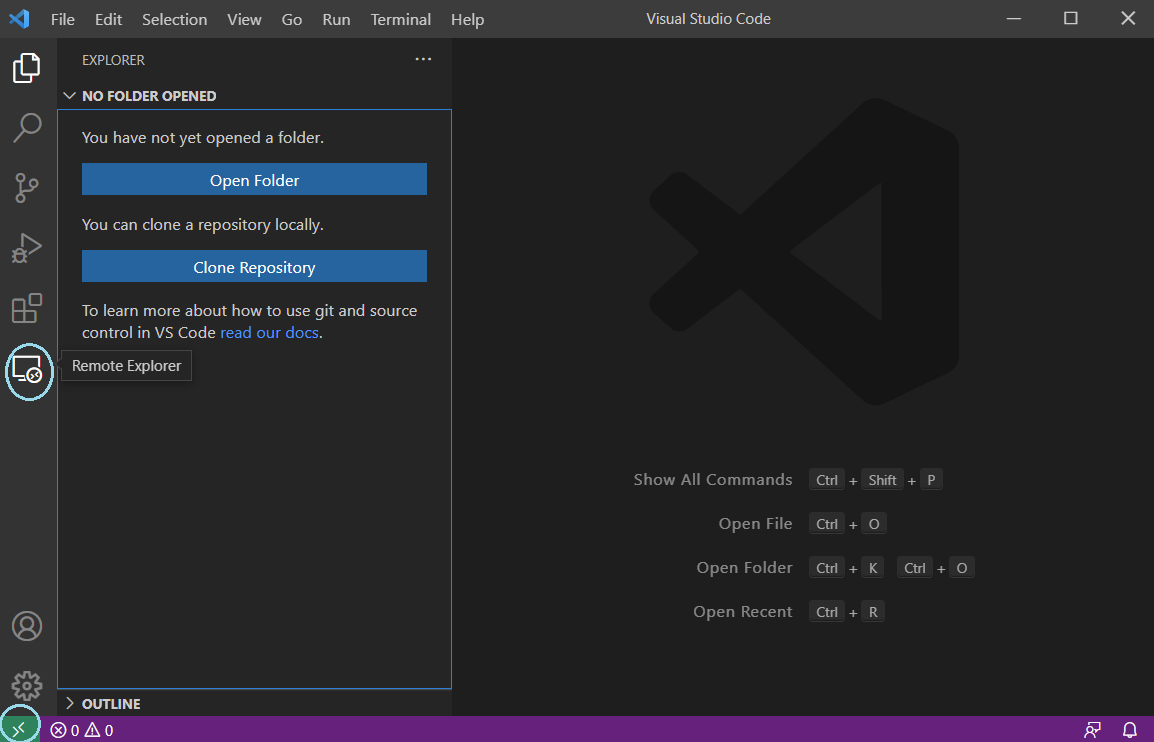 File Edit Selection View Go Run Terminal Help
Visual Studio Code
EXPLORER
NO FOLDER OPENED
You have not yet opened a folder.
Open Folder
You can clone a repository locally.
Clone Repository
To learn more about how to use git and source
control in VS Code read our docs.
Remote Explorer
Show All Commands Ctrl + Shift + P
Open File Ctrl + O
Open Folder Ctrl + K Ctrl + O
Open Recent Ctrl + R
OUTLINE
0 0